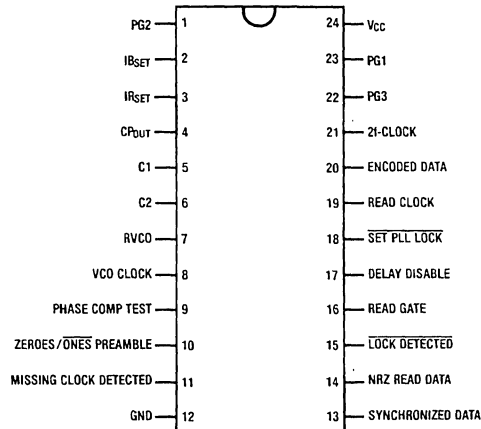 PG2 1 24 VCC
IBSET 2 23 PG1
IRSET 3 22 PG3
CPOUT 4 21 2f-CLOCK
C1 5 20 ENCODED DATA
C2 6 19 READ CLOCK
RVCO 7 18 SET PLL LOCK
VCO CLOCK 8 17 DELAY DISABLE
PHASE COMP TEST 9 16 READ GATE
ZEROES/ONES PREAMBLE 10 15 LOCK DETECTED
MISSING CLOCK DETECTED 11 14 NRZ READ DATA
GND 12 13 SYNCHRONIZED DATA